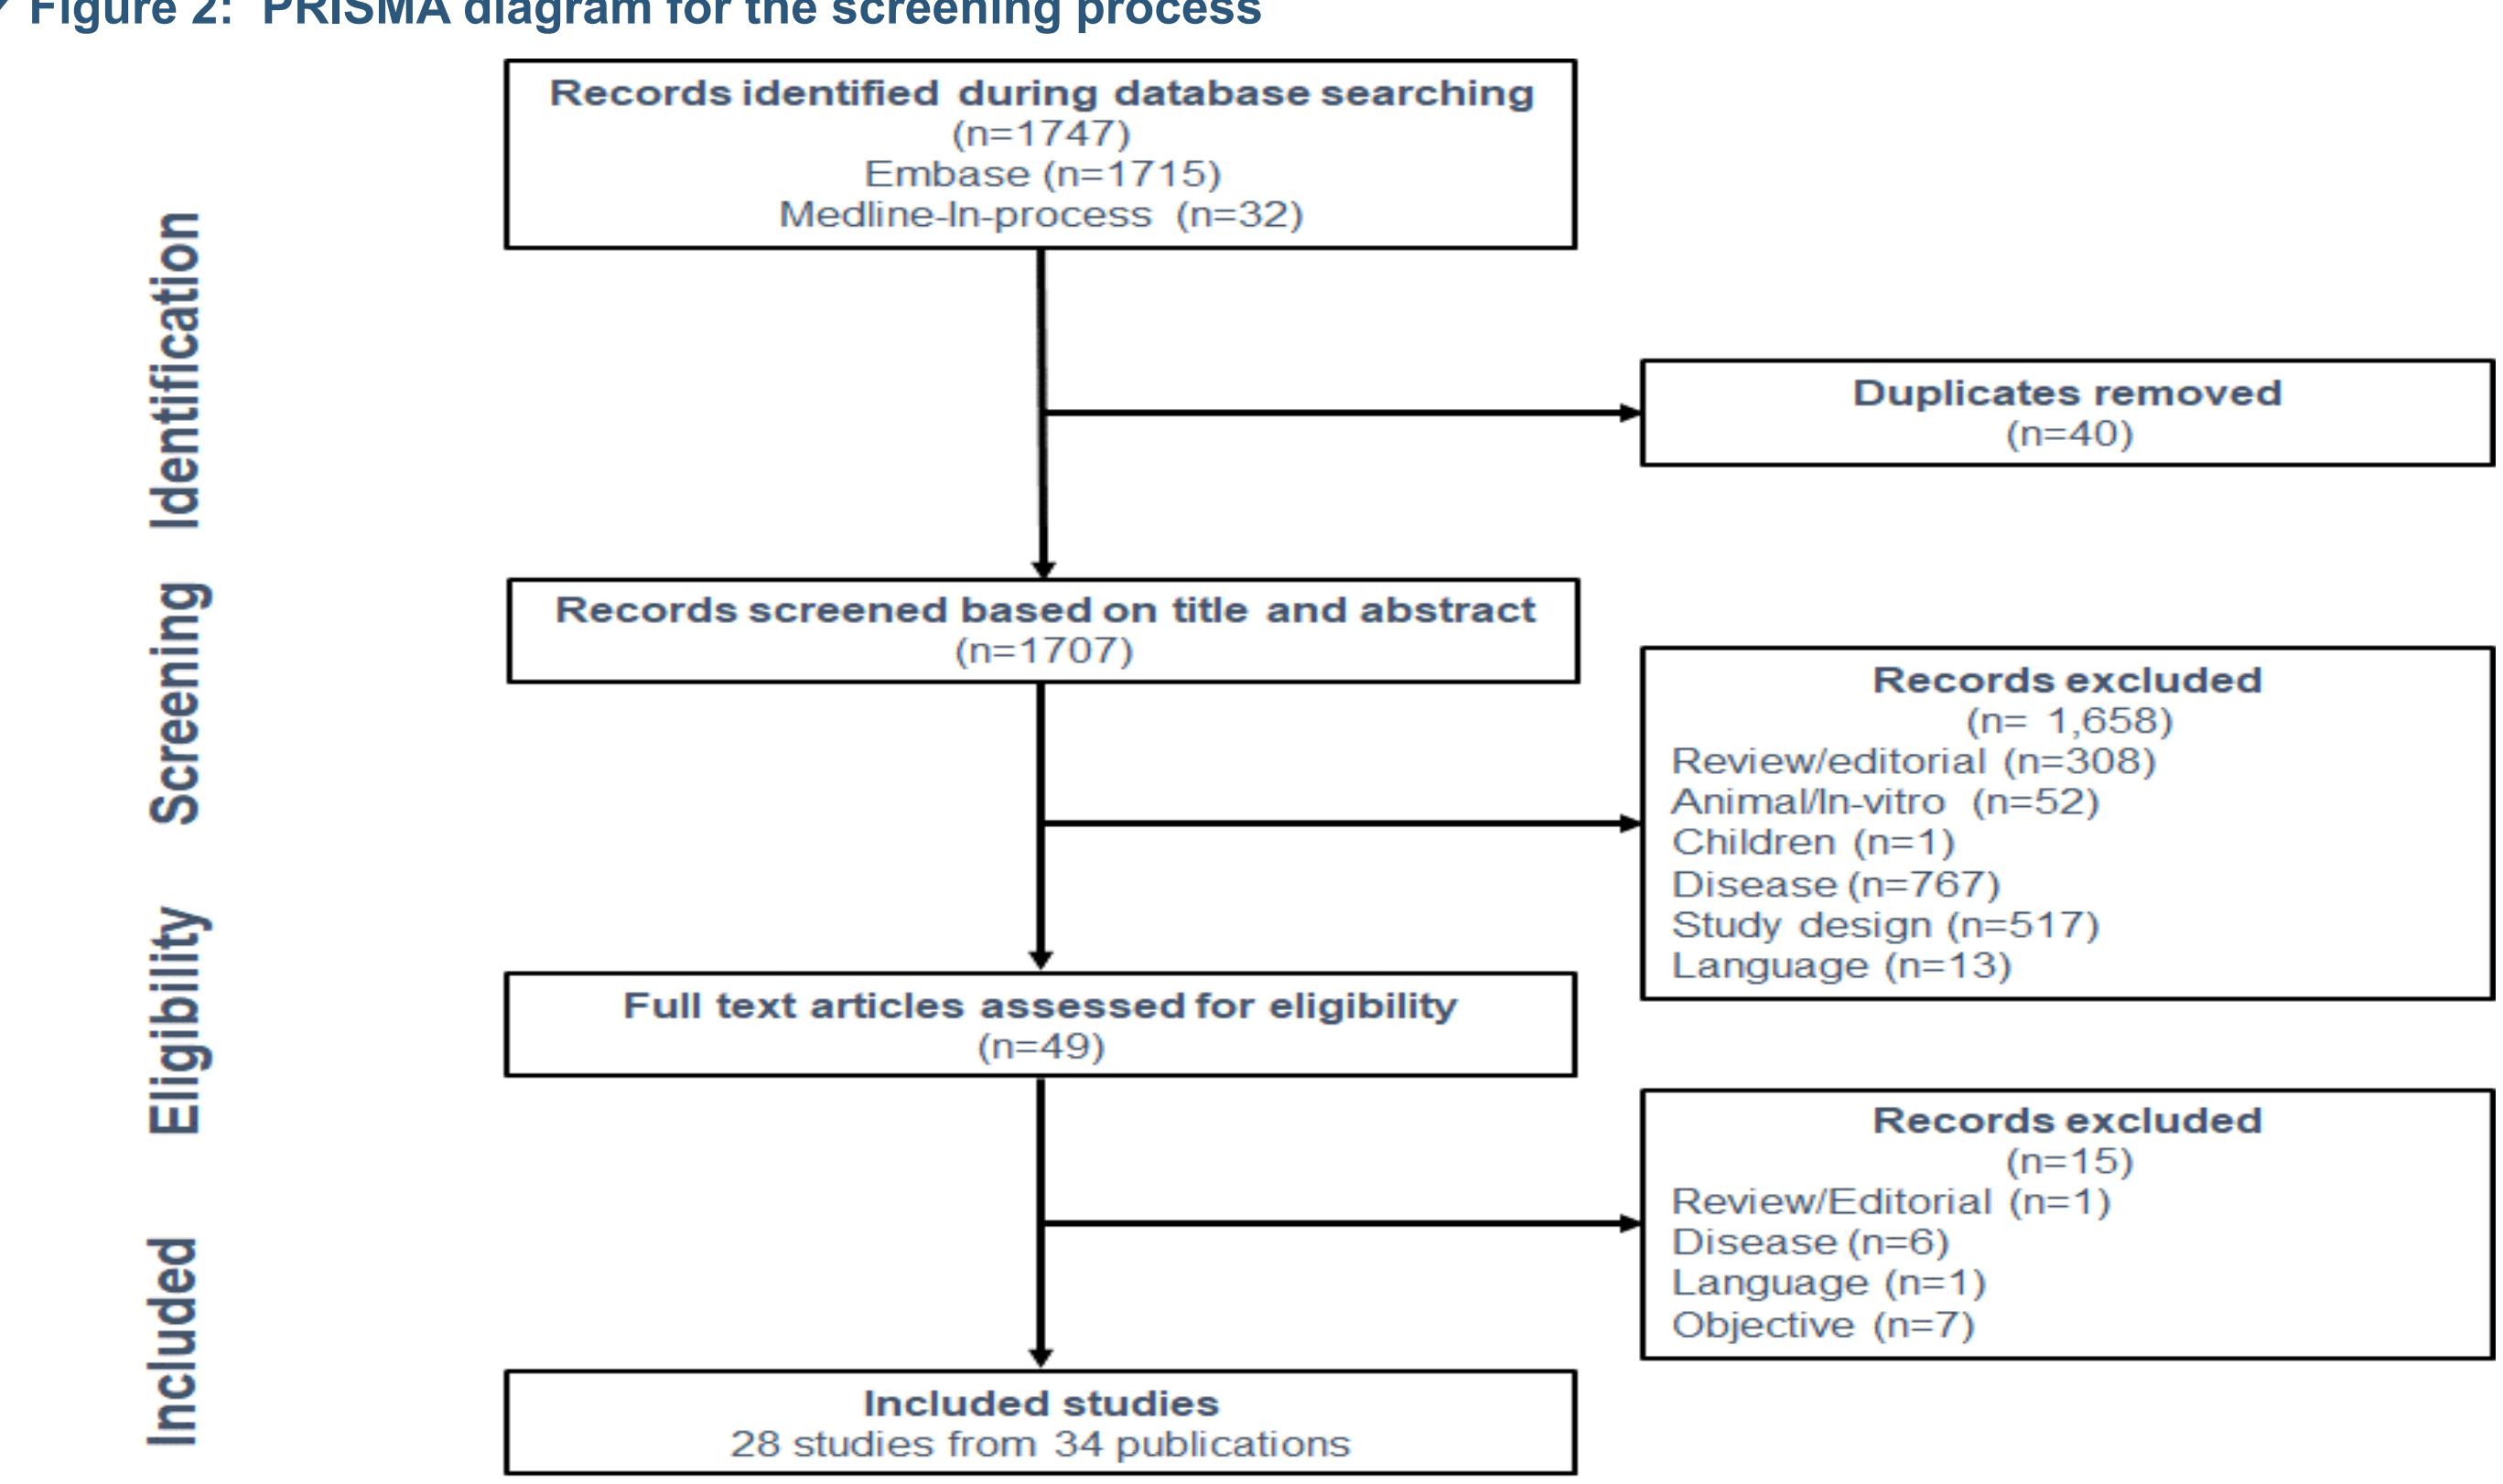 Figure 2: PRISMA diagram for the screening process
Records identified during database searching
(n=1747)
Embase (n=1715)
Medline-In-process (n=32)
Identification
Duplicates removed
(n=40)
Screening
Records screened based on title and abstract
(n=1707)
Records excluded
(n= 1,658)
Review/editorial (n=308)
Animal/In-vitro (n=52)
Children (n=1)
Disease (n=767)
Study design (n=517)
Language (n=13)
Eligibility
Full text articles assessed for eligibility
(n=49)
Records excluded
(n=15)
Review/Editorial (n=1)
Disease (n=6)
Language (n=1)
Objective (n=7)
Included
Included studies
28 studies from 34 publications